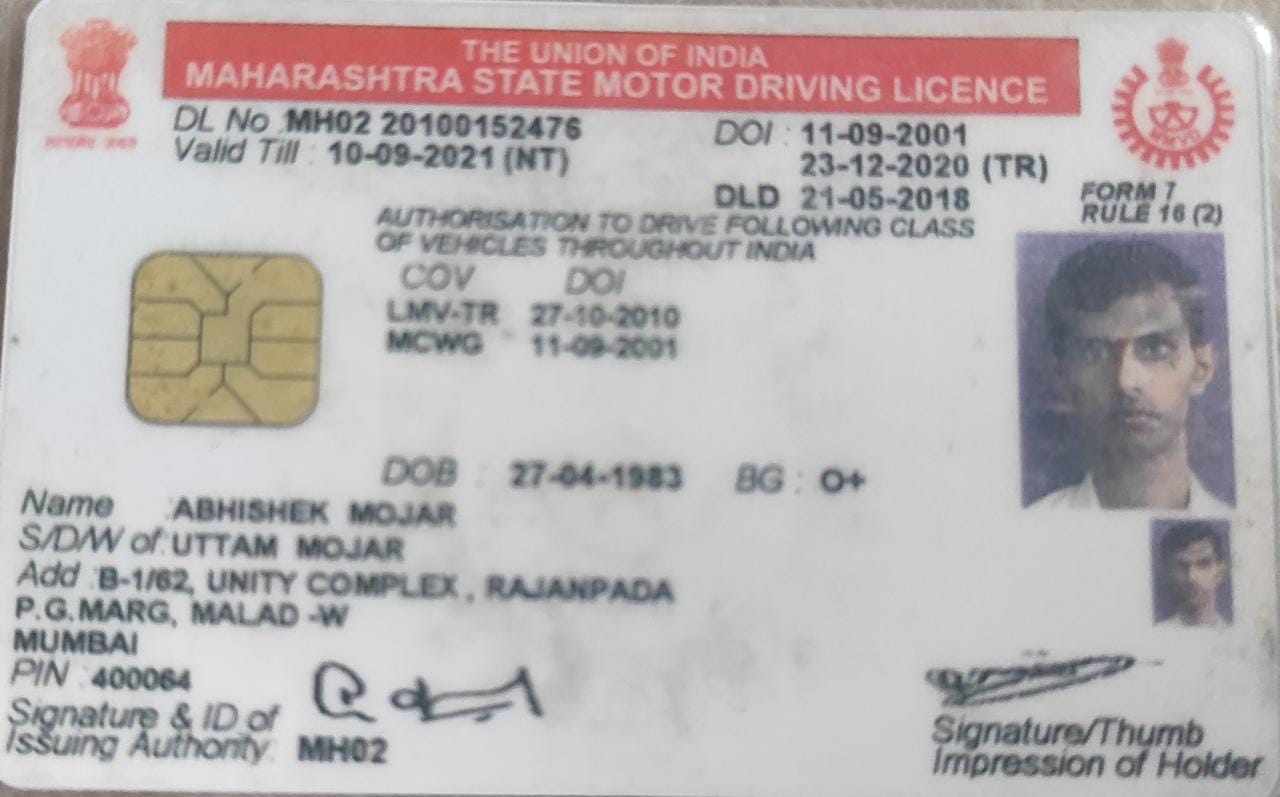 THE UNION OF INDIA
MAHARASHTRA STATE MOTOR DRIVING LICENCE
DL No : MH02 20100152476 DOI : 11-09-2001
Valid Till : 10-09-2021 (NT) 23-12-2020 (TR)
DLD 21-05-2018
FORM 7
RULE 16 (2)
AUTHORISATION TO DRIVE FOLLOWING CLASS
OF VEHICLES THROUGHOUT INDIA
COV DOI
LMV-TR 27-10-2010
MCWG 11-09-2001
DOB : 27-04-1983 BG : O+
Name : ABHISHEK MOJAR
S/D/W of : UTTAM MOJAR
Add : B-1/62, UNITY COMPLEX, RAJANPADA
P.G.MARG, MALAD -W
MUMBAI
PIN : 400064
Signature & ID of
Issuing Authority: MH02
Signature/Thumb
Impression of Holder